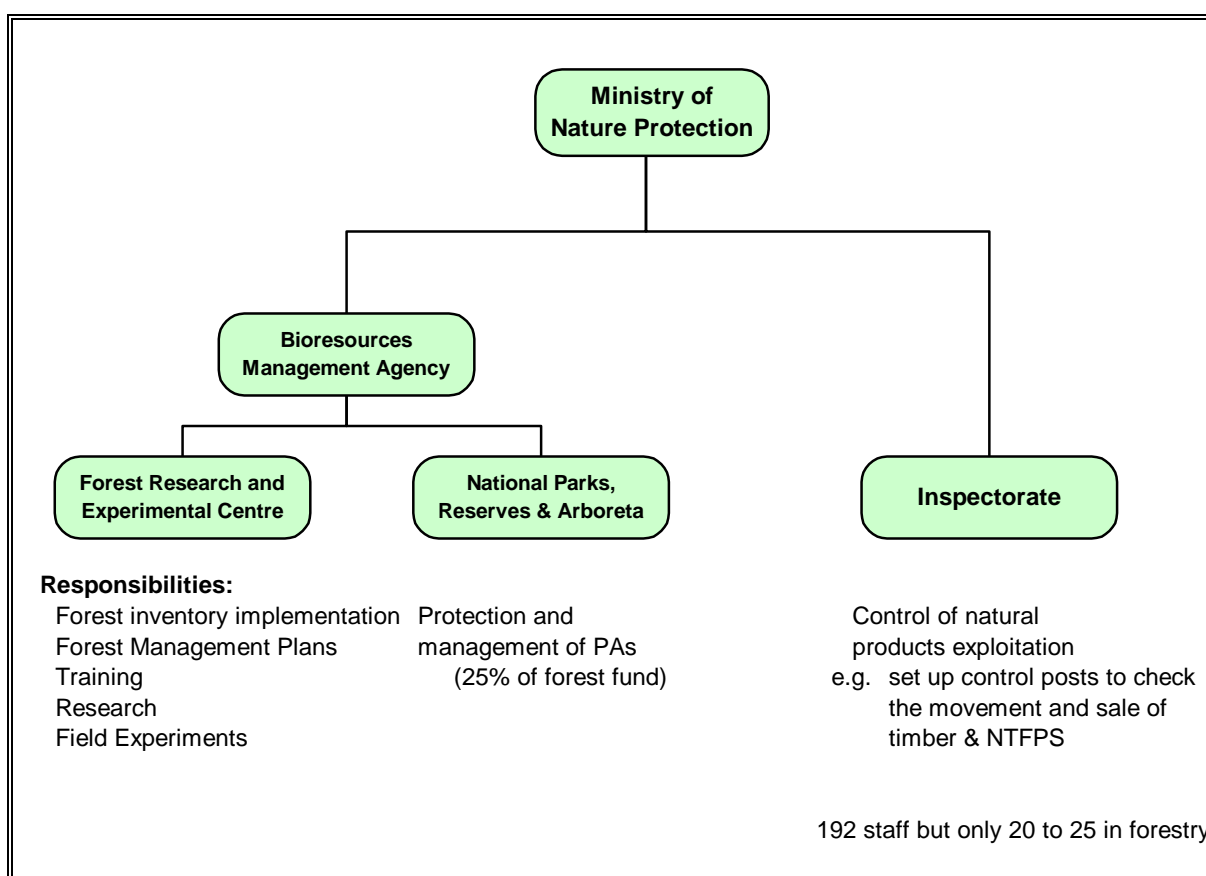 Ministry of
Nature Protection
Bioresources
Management Agency
Forest Research and
Experimental Centre
National Parks,
Reserves & Arboreta
Inspectorate
Responsibilities:
Forest inventory implementation
Forest Management Plans
Training
Research
Field Experiments
Protection and
management of PAs
(25% of forest fund)
Control of natural
products exploitation
e.g. set up control posts to check
the movement and sale of
timber & NTFPS
192 staff but only 20 to 25 in forestry